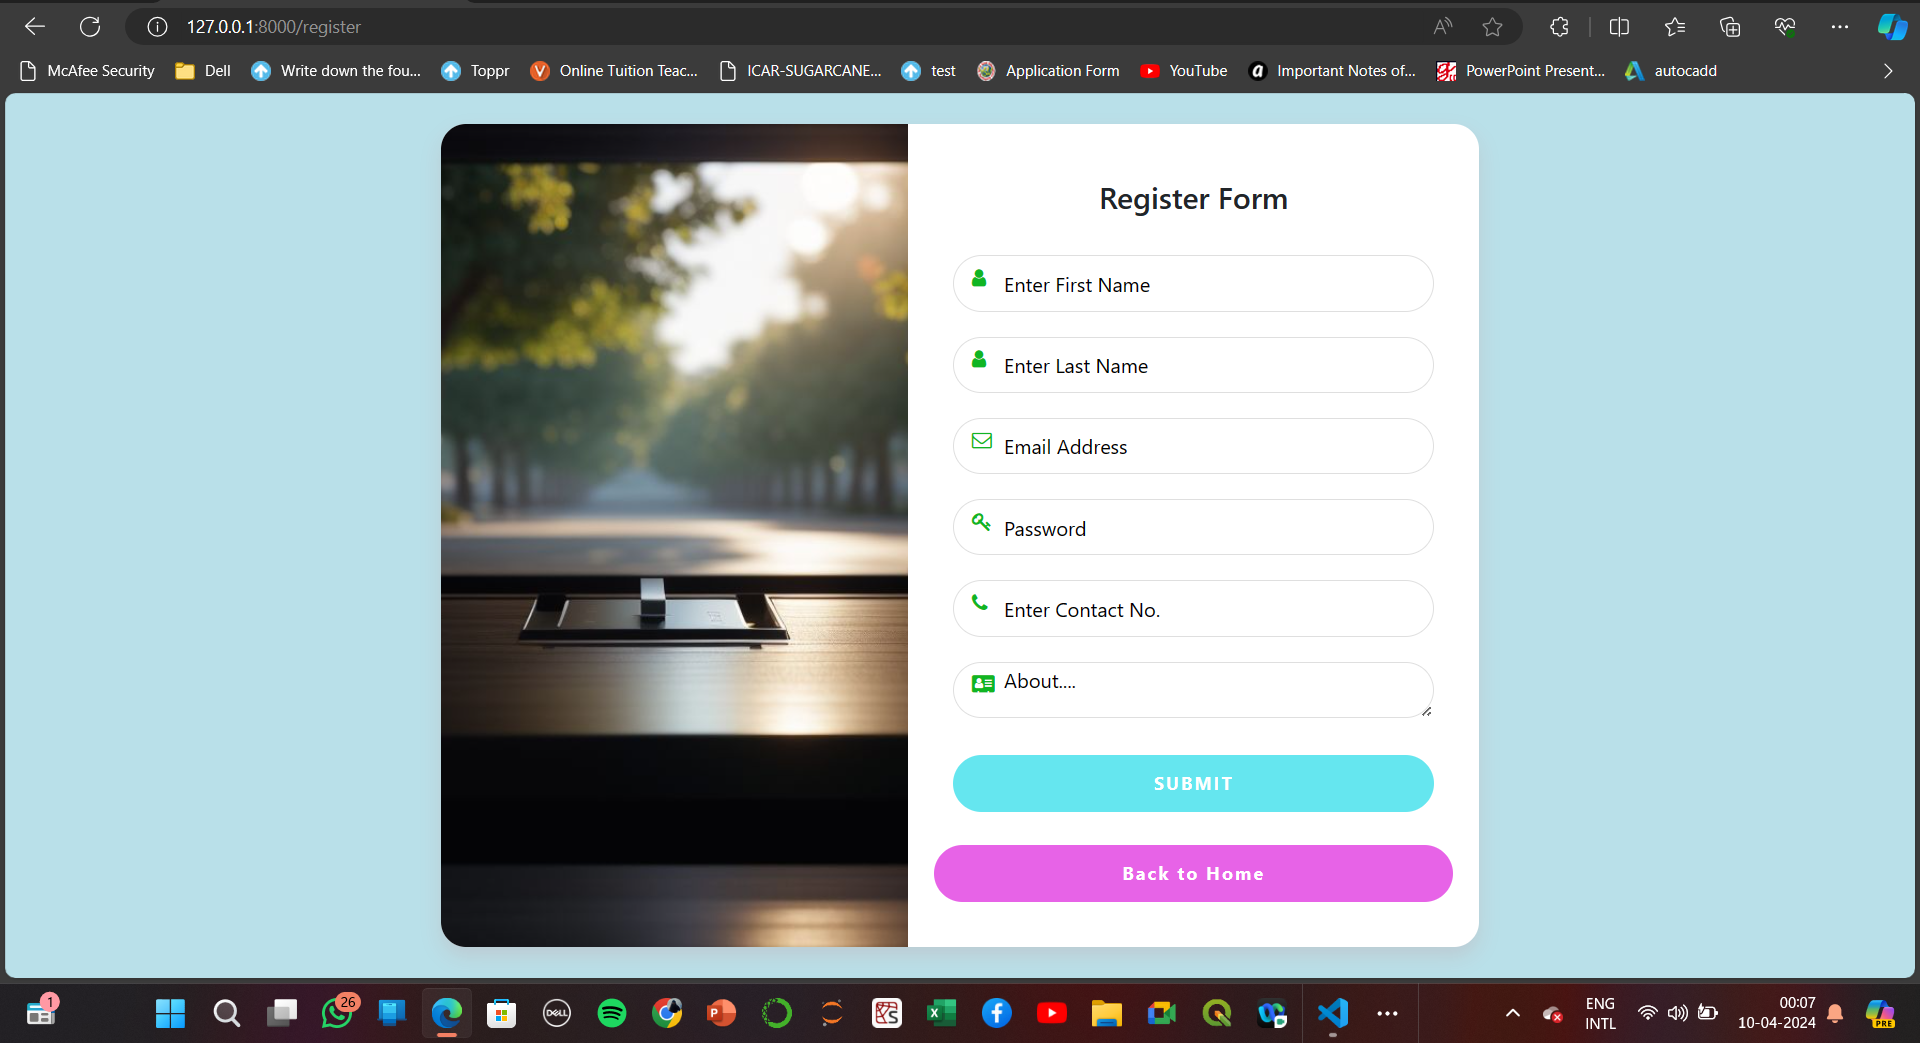 127.0.0.1:8000/register
McAfee Security Dell Write down the fou... Toppr Online Tuition Teac... ICAR-SUGARCANE... test Application Form YouTube Important Notes of... PowerPoint Present... autocadd
Register Form
Enter First Name
Enter Last Name
Email Address
Password
Enter Contact No.
About....
SUBMIT
Back to Home
1
26
DELL
PRE
ENG
INTL
00:07
10-04-2024